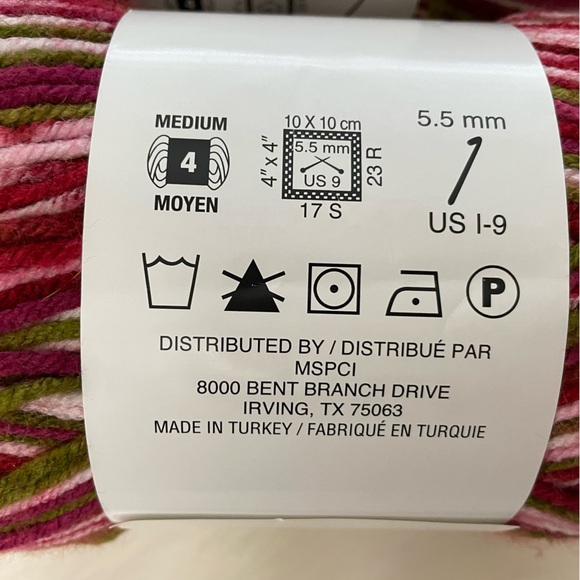 MEDIUM
4
MOYEN
10 X 10 cm
4" x 4"
5.5 mm
US 9
23 R
17 S
5.5 mm
US I-9
P
DISTRIBUTED BY / DISTRIBUÉ PAR
MSPCI
8000 BENT BRANCH DRIVE
IRVING, TX 75063
MADE IN TURKEY / FABRIQUÉ EN TURQUIE